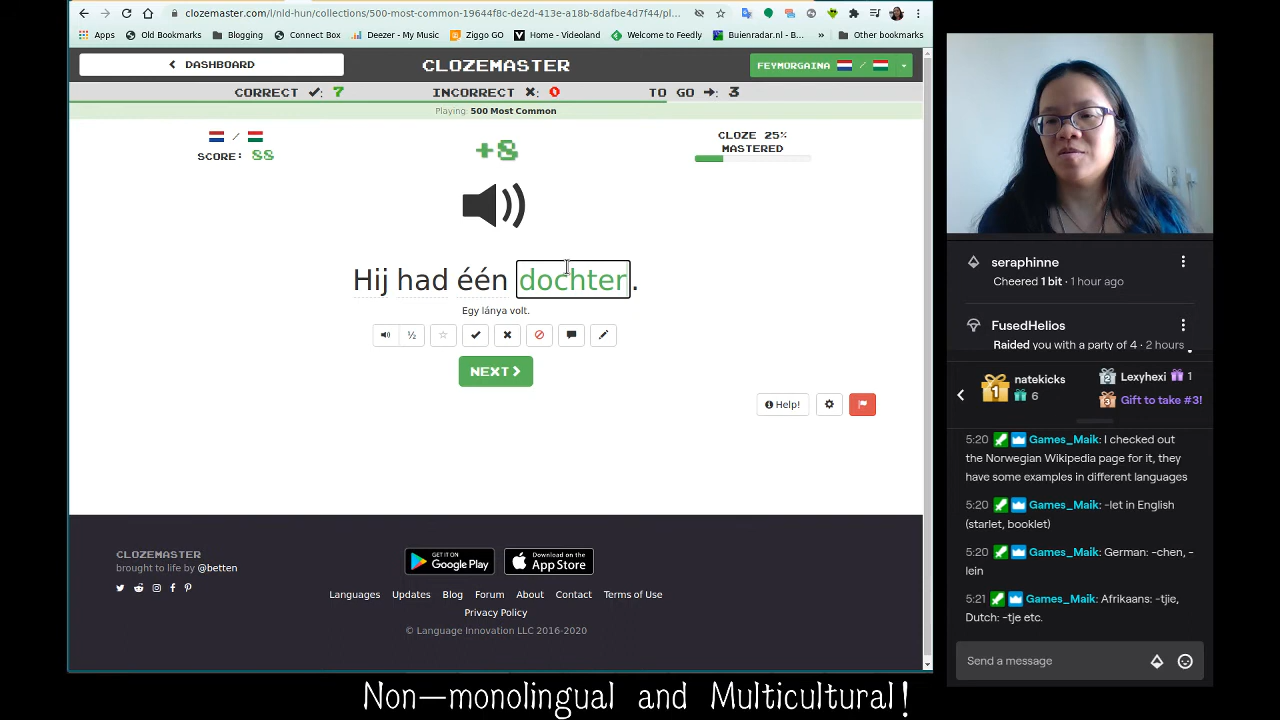 clozemaster.com/l/nld-hun/collections/500-most-common-19644f8c-de2d-413e-a18b-8dafbe4d7f44/pl...
Apps Old Bookmarks Blogging Connect Box Deezer - My Music Ziggo GO Home - Videoland Welcome to Feedly Buienradar.nl - B... » Other bookmarks
DASHBOARD
CLOZEMASTER
FEYMORGAINA /
CORRECT ✔: 7 INCORRECT ✖: 0 TO GO ➔: 3
Playing: 500 Most Common
/
SCORE: 88
+8
CLOZE 25%
MASTERED
Hij had één dochter.
Egy lánya volt.
½
NEXT
Help!
CLOZEMASTER
brought to life by @betten
GET IT ON
Google Play
Download on the
App Store
Languages Updates Blog Forum About Contact Terms of Use
Privacy Policy
© Language Innovation LLC 2016-2020
seraphinne
Cheered 1 bit · 1 hour ago
FusedHelios
Raided you with a party of 4 · 2 hours
1 natekicks
6
2 Lexyhexi 1
3 Gift to take #3!
5:20 Games_Maik: I checked out
the Norwegian Wikipedia page for it, they
have some examples in different languages
5:20 Games_Maik: -let in English
(starlet, booklet)
5:20 Games_Maik: German: -chen, -
lein
5:21 Games_Maik: Afrikaans: -tjie,
Dutch: -tje etc.
Send a message
Non-monolingual and Multicultural!